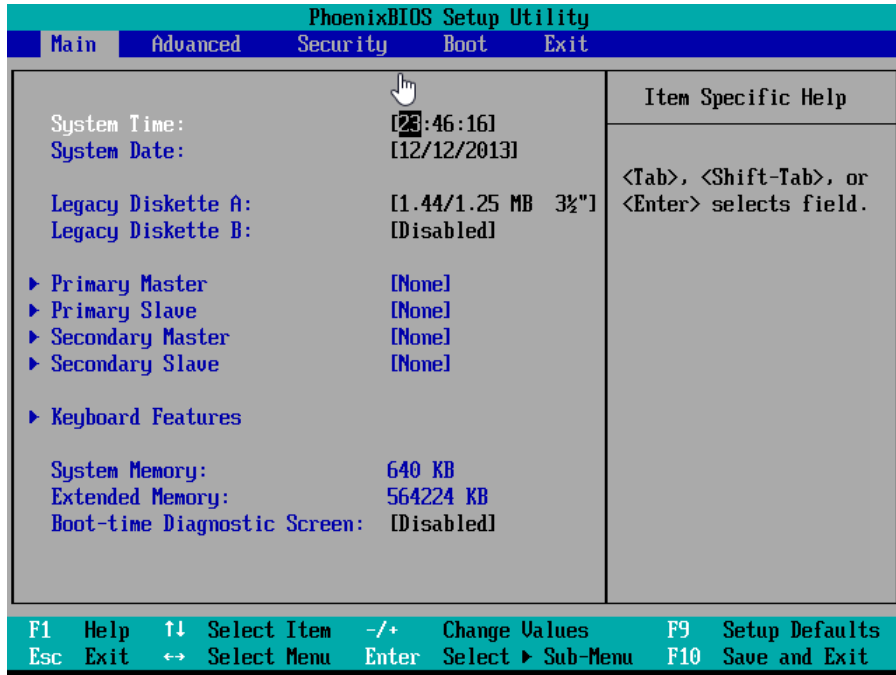 PhoenixBIOS Setup Utility
Main Advanced Security Boot Exit
Item Specific Help
System Time: [23:46:16]
System Date: [12/12/2013]
<Tab>, <Shift-Tab>, or
<Enter> selects field.
Legacy Diskette A: [1.44/1.25 MB 3½"]
Legacy Diskette B: [Disabled]
▶ Primary Master [None]
▶ Primary Slave [None]
▶ Secondary Master [None]
▶ Secondary Slave [None]
▶ Keyboard Features
System Memory: 640 KB
Extended Memory: 564224 KB
Boot-time Diagnostic Screen: [Disabled]
F1 Help ↑↓ Select Item -/+ Change Values F9 Setup Defaults
Esc Exit ↔ Select Menu Enter Select ▶ Sub-Menu F10 Save and Exit